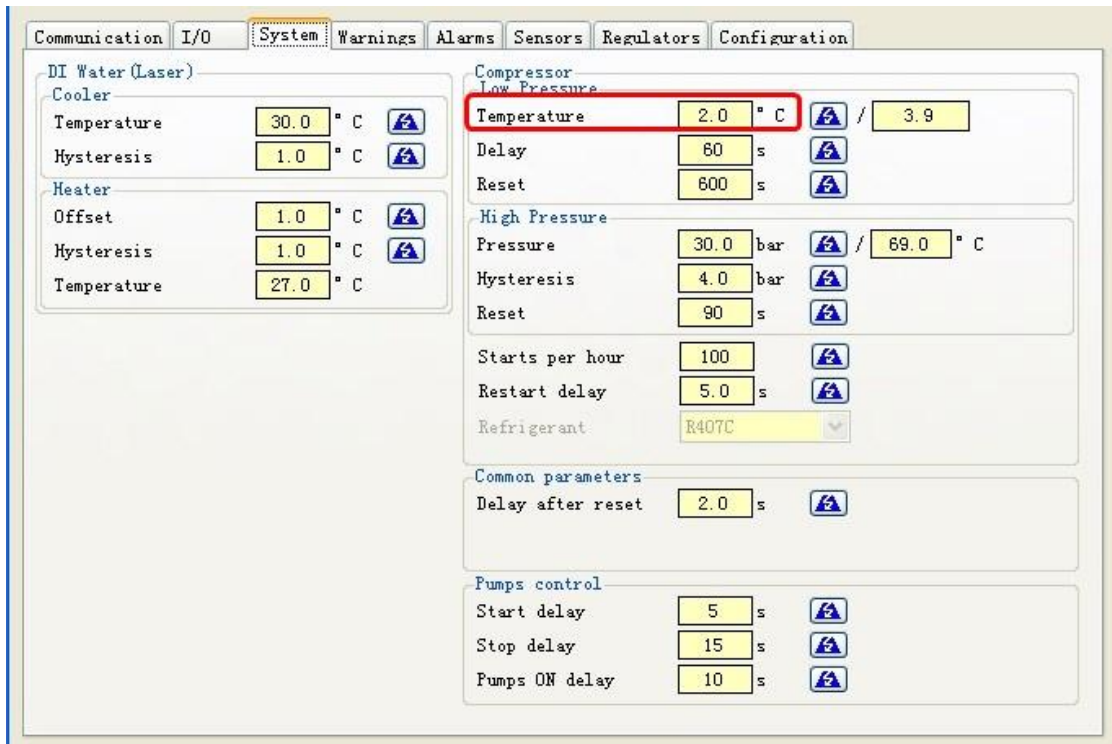 Communication I/O System Warnings Alarms Sensors Regulators Configuration
DI Water(Laser)
Cooler
Temperature 30.0 ° C
Hysteresis 1.0 ° C
Heater
Offset 1.0 ° C
Hysteresis 1.0 ° C
Temperature 27.0 ° C
Compressor
Low Pressure
Temperature 2.0 ° C / 3.9
Delay 60 s
Reset 600 s
High Pressure
Pressure 30.0 bar / 69.0 ° C
Hysteresis 4.0 bar
Reset 90 s
Starts per hour 100
Restart delay 5.0 s
Refrigerant R407C
Common parameters
Delay after reset 2.0 s
Pumps control
Start delay 5 s
Stop delay 15 s
Pumps ON delay 10 s